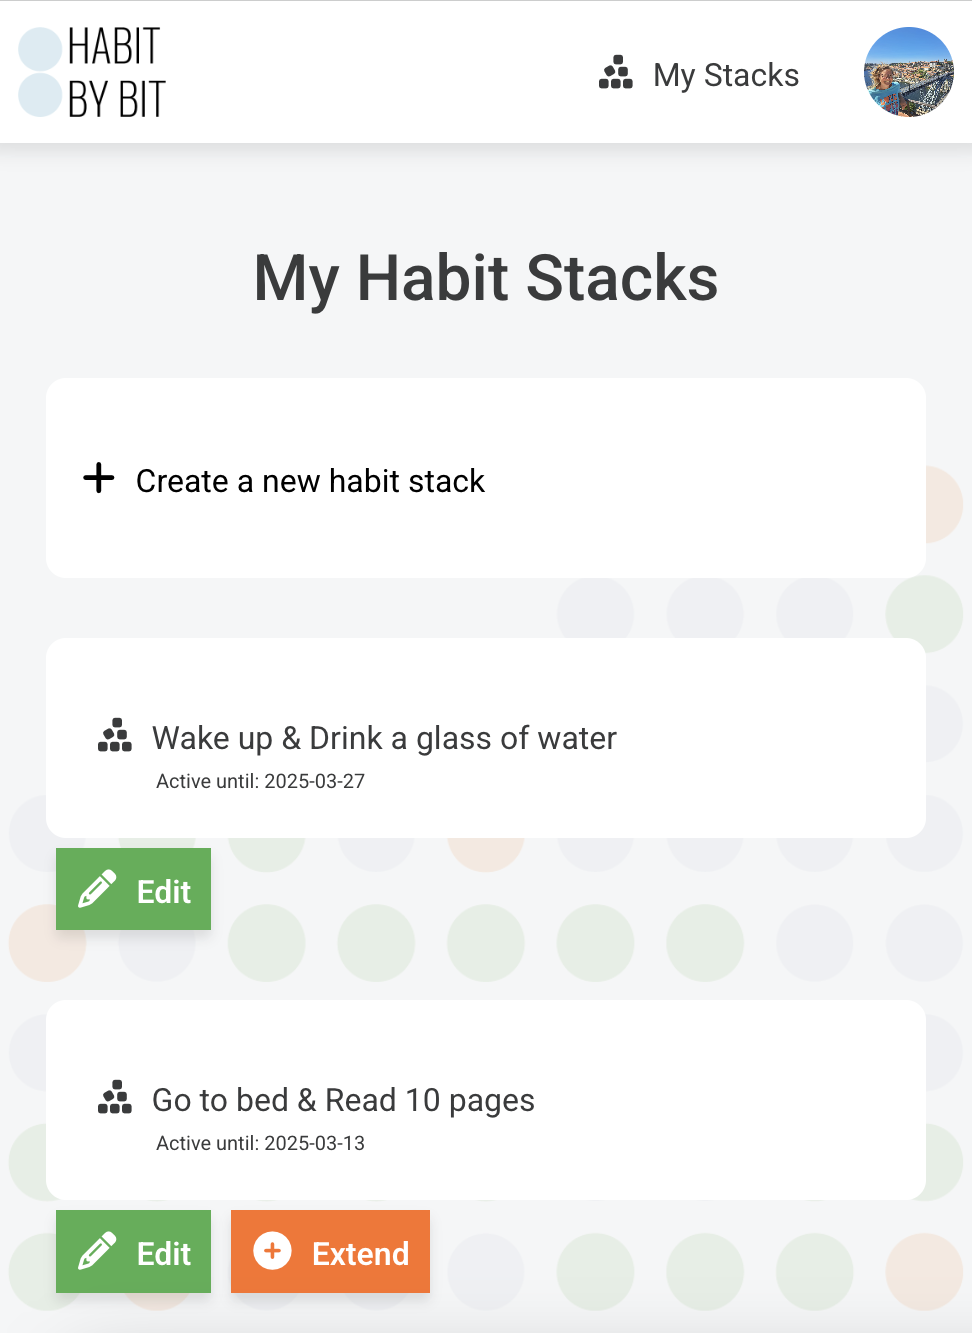 HABIT
BY BIT
My Stacks
My Habit Stacks
Create a new habit stack
Wake up & Drink a glass of water
Active until: 2025-03-27
Edit
Go to bed & Read 10 pages
Active until: 2025-03-13
Edit
Extend